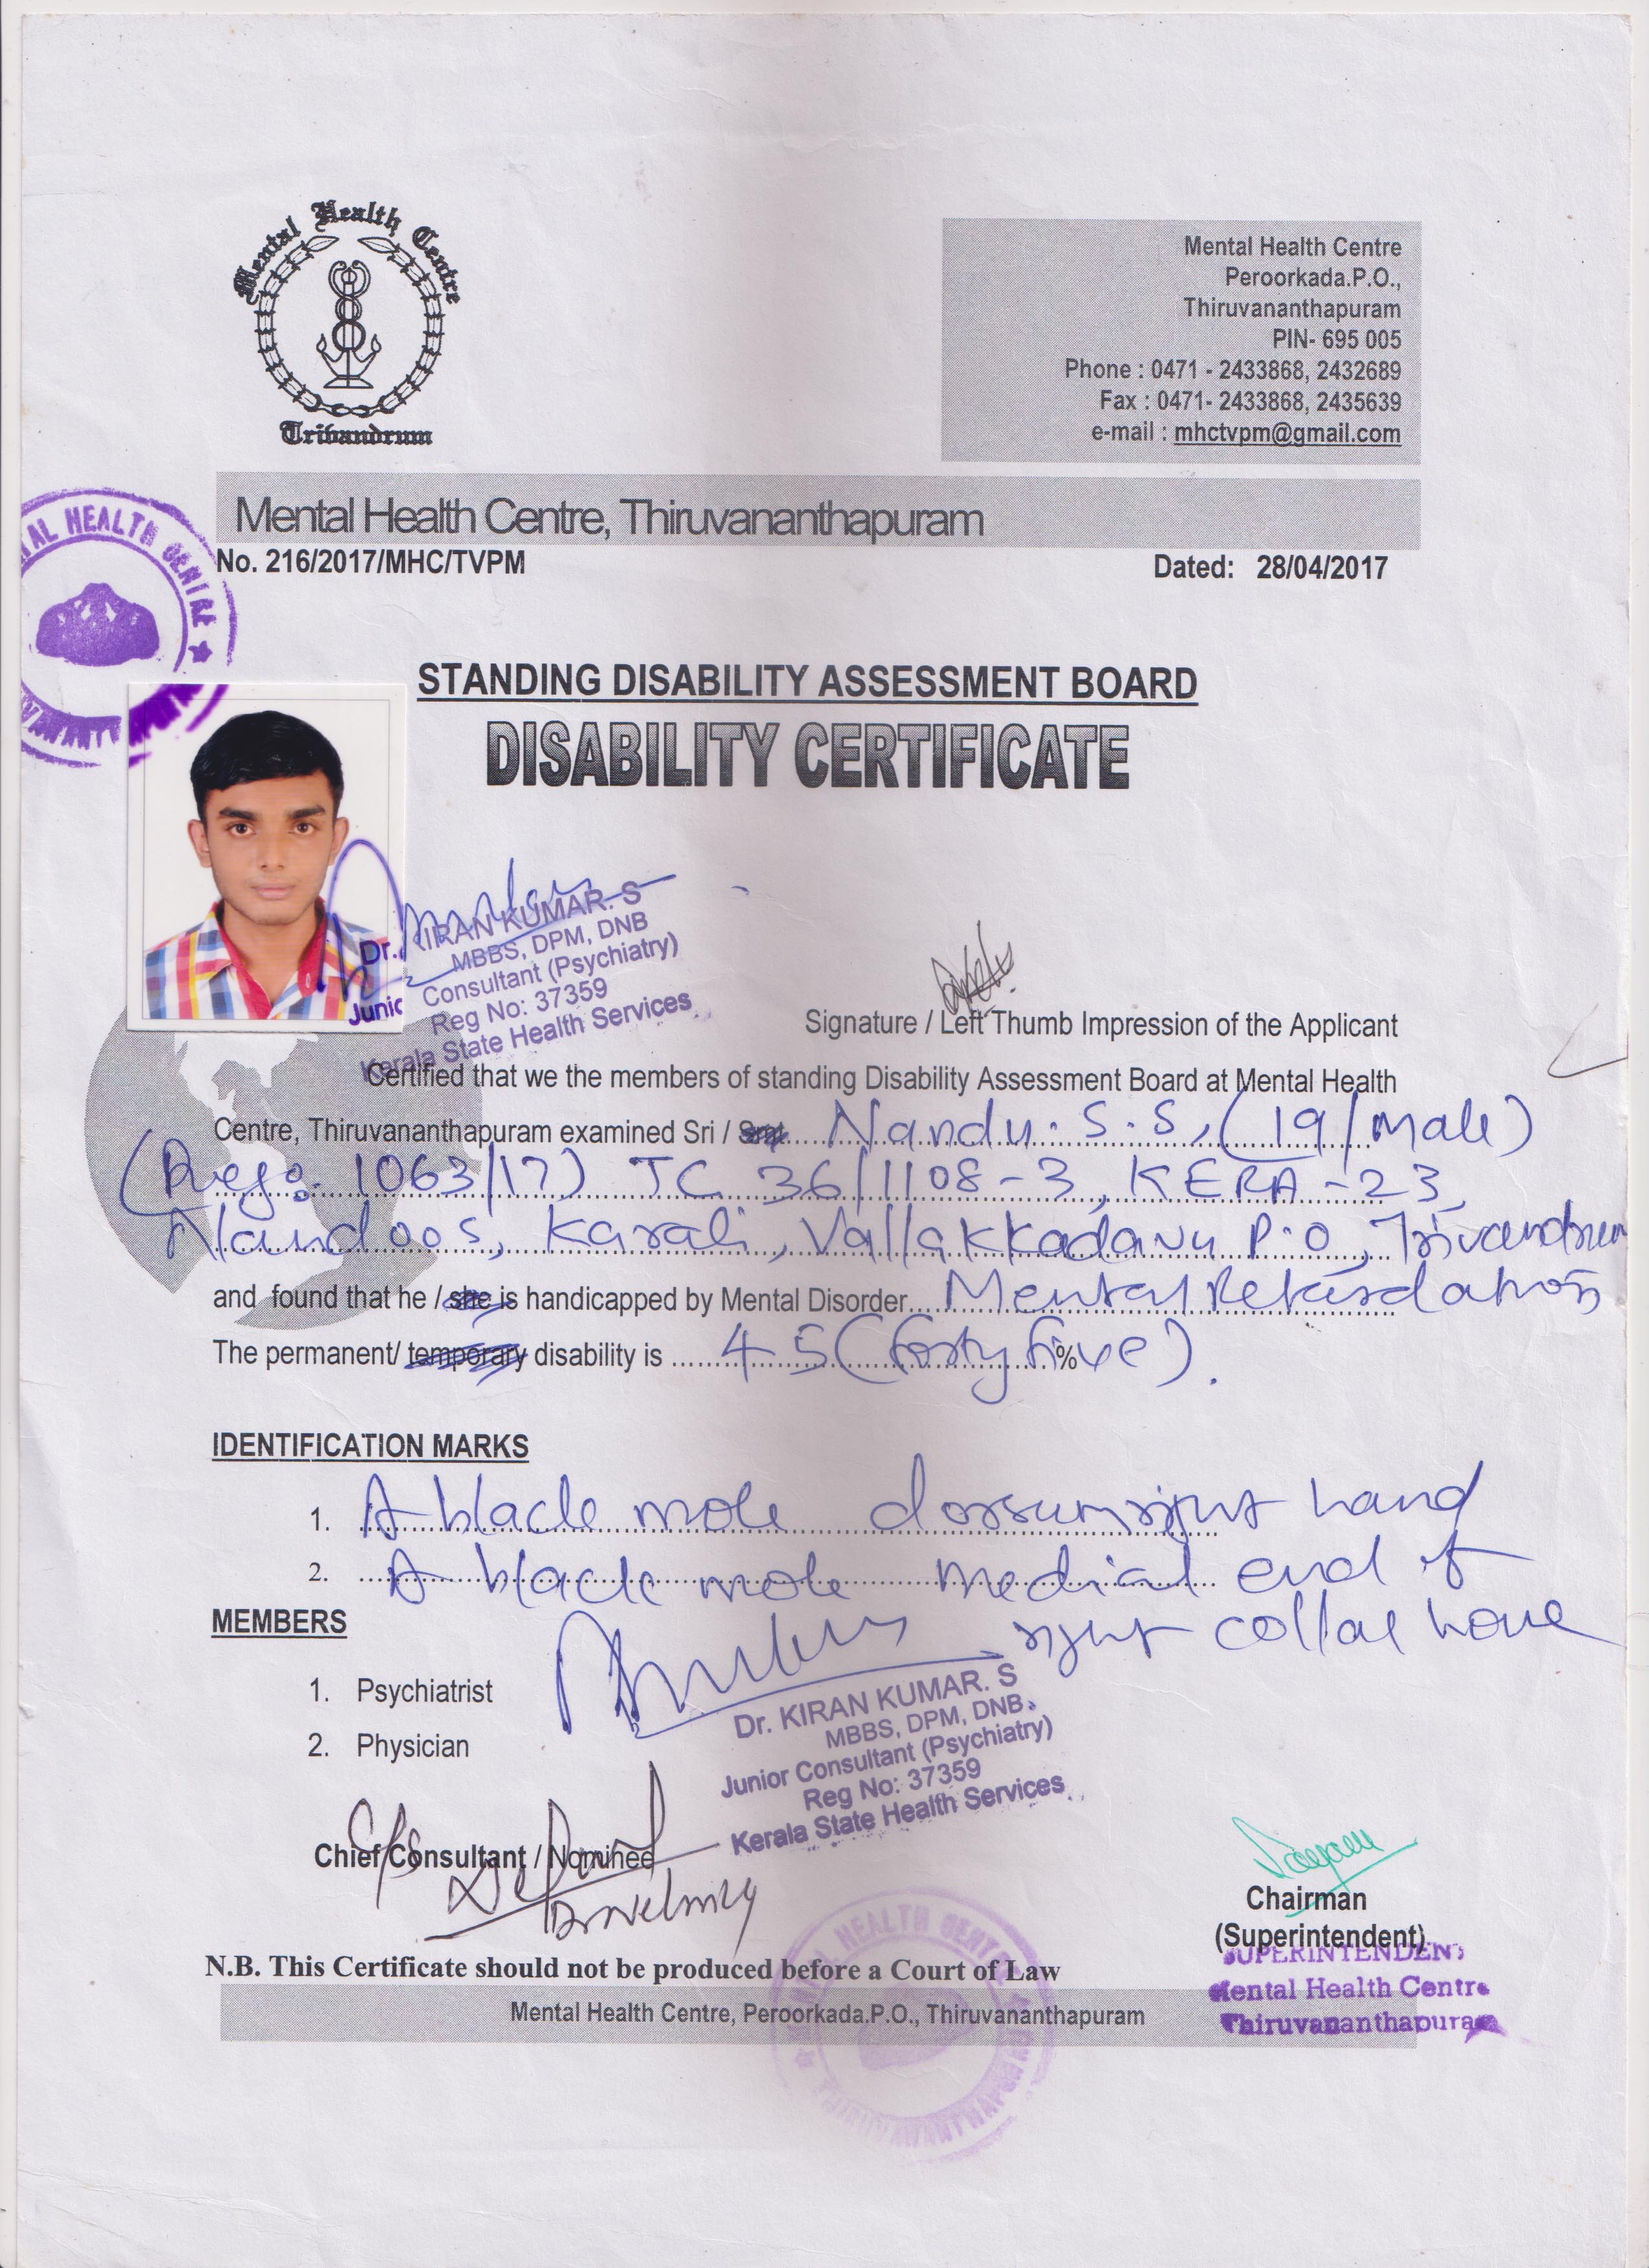 Mental Health Centre
Trivandrum
Mental Health Centre
Peroorkada.P.O.,
Thiruvananthapuram
PIN- 695 005
Phone : 0471 - 2433868, 2432689
Fax : 0471- 2433868, 2435639
e-mail : mhctvpm@gmail.com
Mental Health Centre, Thiruvananthapuram
No. 216/2017/MHC/TVPM Dated: 28/04/2017
HEALTH CENTRE
STANDING DISABILITY ASSESSMENT BOARD
DISABILITY CERTIFICATE
Dr. KIRAN KUMAR. S
MBBS, DPM, DNB
Junior Consultant (Psychiatry)
Reg No: 37359
Kerala State Health Services
Signature / Left Thumb Impression of the Applicant
Certified that we the members of standing Disability Assessment Board at Mental Health
Centre, Thiruvananthapuram examined Sri / Smt. Nandu. S. S, (19/Male)
(Reg: 1063/17) TC 36/1108-3, KERA-23,
Nandoos, Karali, Vallakkadavu P.O, Trivandrum
and found that he / she is handicapped by Mental Disorder Mental Retardation
The permanent/ temporary disability is 45 (forty five) %.
IDENTIFICATION MARKS
1. A black mole dorsum right hand
2. A black mole medial end of
right collar bone
MEMBERS
1. Psychiatrist
2. Physician
Dr. KIRAN KUMAR. S
MBBS, DPM, DNB
Junior Consultant (Psychiatry)
Reg No: 37359
Kerala State Health Services
Chief Consultant / Nominee
Chairman
(Superintendent)
SUPERINTENDENT
Mental Health Centre
Thiruvananthapuram
N.B. This Certificate should not be produced before a Court of Law
Mental Health Centre, Peroorkada.P.O., Thiruvananthapuram
MENTAL HEALTH CENTRE
THIRUVANANTHAPURAM